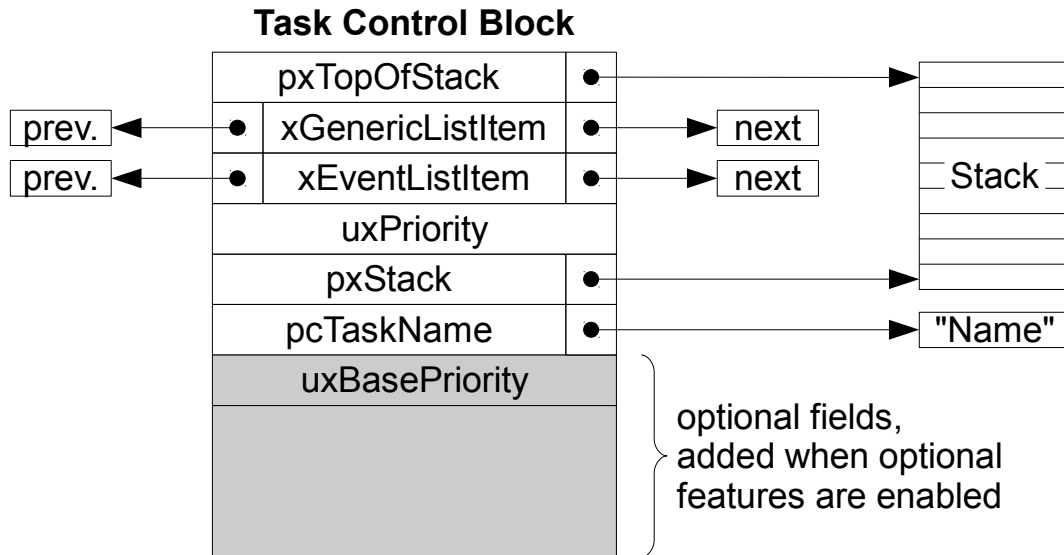 Task Control Block
pxTopOfStack
prev.
xGenericListItem
next
prev.
xEventListItem
next
Stack
uxPriority
pxStack
pcTaskName
"Name"
uxBasePriority
optional fields,
added when optional
features are enabled